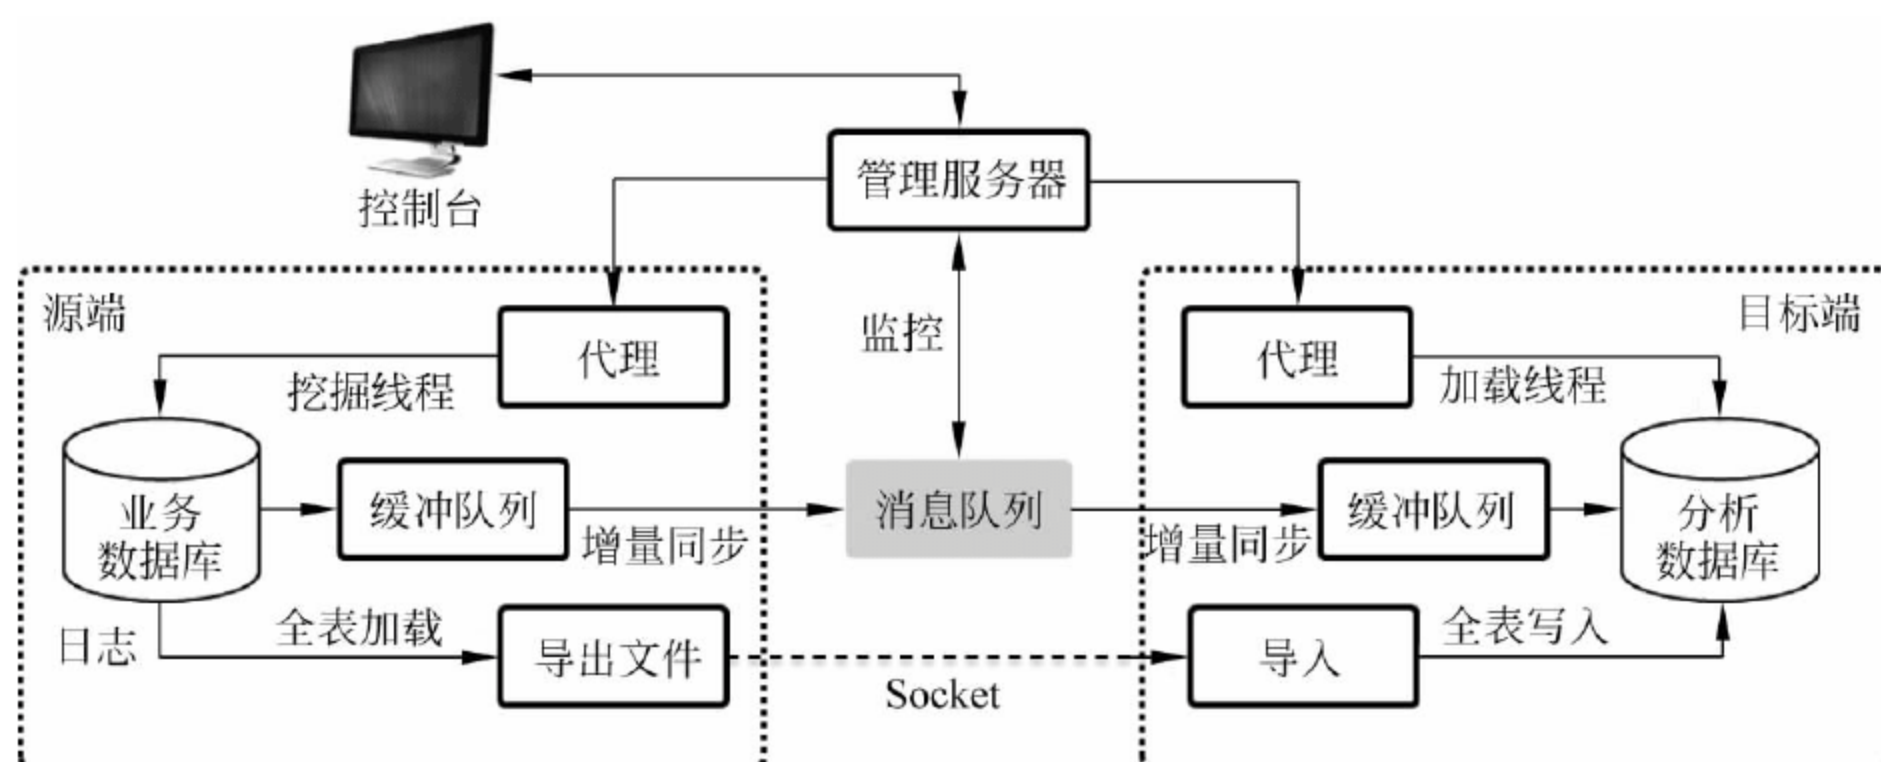 控制台
管理服务器
源端
代理
挖掘线程
监控
目标端
代理
加载线程
业务
数据库
缓冲队列
增量同步
消息队列
增量同步
缓冲队列
分析
数据库
日志
全表加载
导出文件
Socket
导入
全表写入